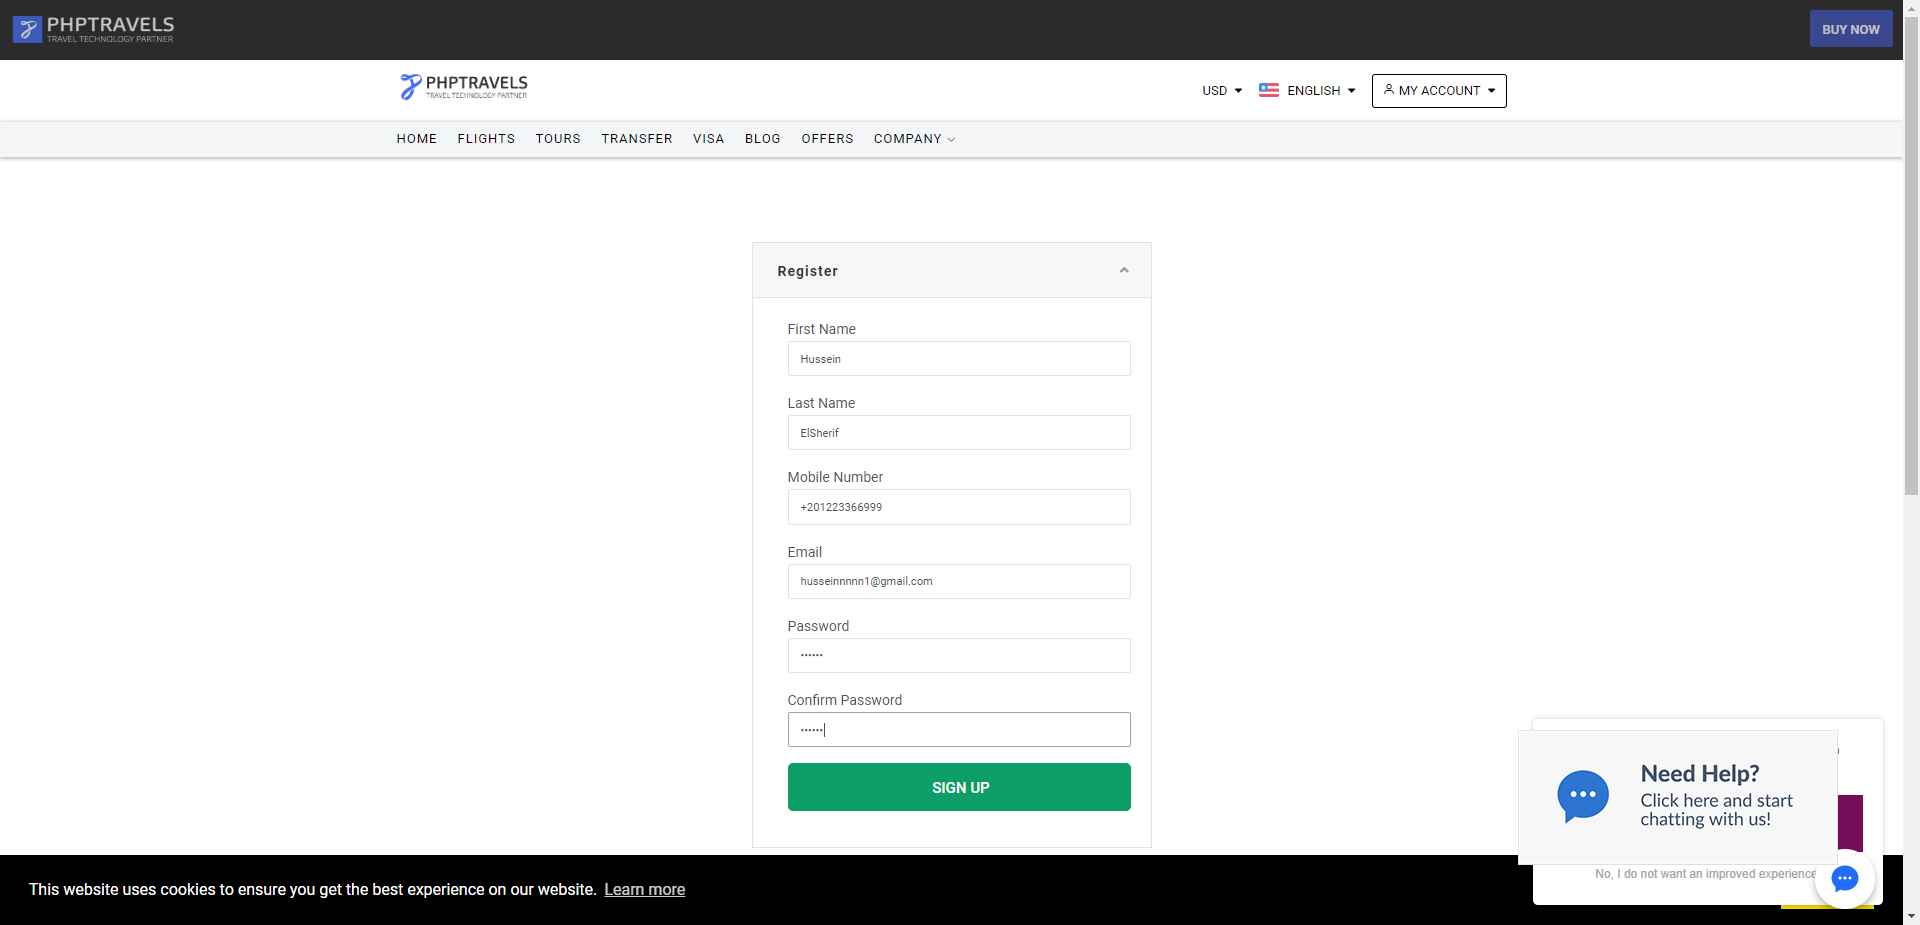 PHPTRAVELS
TRAVEL TECHNOLOGY PARTNER
BUY NOW
PHPTRAVELS
TRAVEL TECHNOLOGY PARTNER
USD ENGLISH MY ACCOUNT
HOME FLIGHTS TOURS TRANSFER VISA BLOG OFFERS COMPANY
Register
First Name
Hussein
Last Name
ElSherif
Mobile Number
+201223366999
Email
husseinnnnn1@gmail.com
Password
••••••
Confirm Password
••••••
SIGN UP
Need Help?
Click here and start
chatting with us!
No, I do not want an improved experience
This website uses cookies to ensure you get the best experience on our website. Learn more